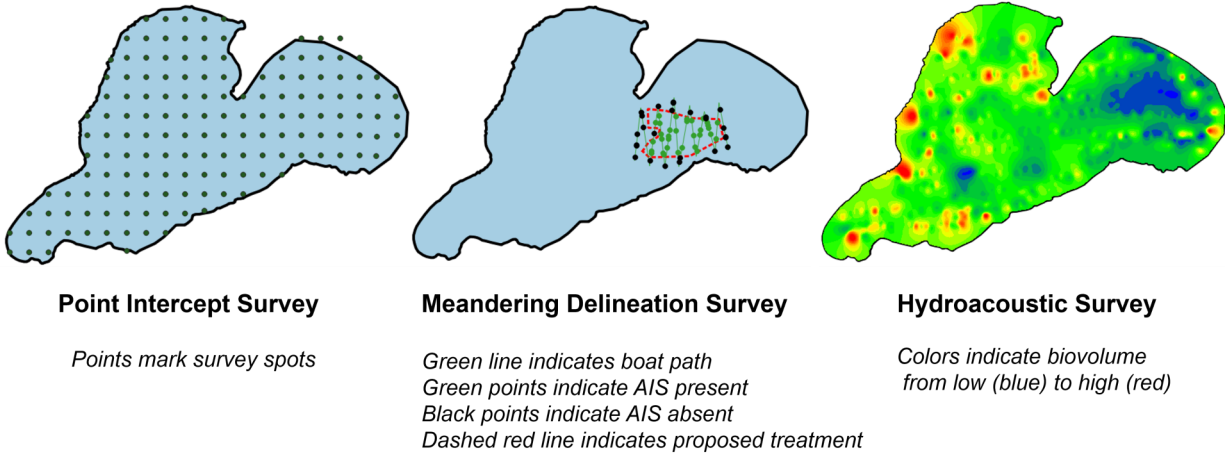 Point Intercept Survey
Points mark survey spots
Meandering Delineation Survey
Green line indicates boat path
Green points indicate AIS present
Black points indicate AIS absent
Dashed red line indicates proposed treatment
Hydroacoustic Survey
Colors indicate biovolume
from low (blue) to high (red)